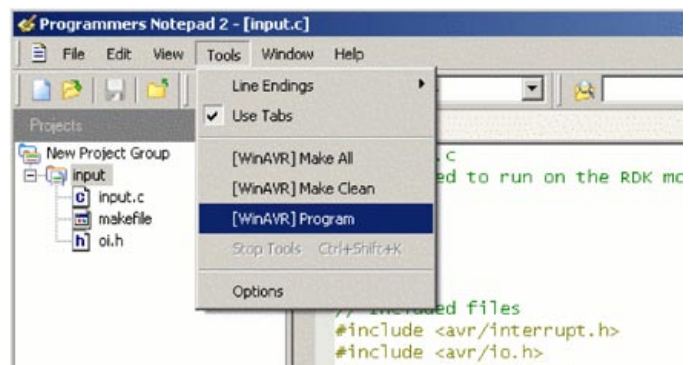 Programmers Notepad 2 - [input.c]
File Edit View Tools Window Help
Projects
New Project Group
input
input.c
makefile
oi.h
Line Endings
Use Tabs
[WinAVR] Make All
[WinAVR] Make Clean
[WinAVR] Program
Stop Tools Ctrl+Shift+K
Options
.c
ed to run on the RDK mo
// Included files
#include <avr/interrupt.h>
#include <avr/io.h>